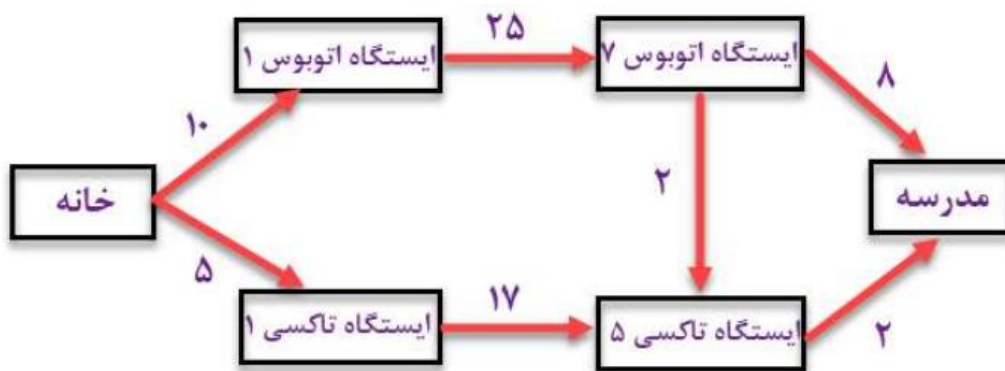 ۲۵
ایستگاه اتوبوس ۱
ایستگاه اتوبوس ۷
۸
۱۰
۲
خانه
مدرسه
۵
۱۷
ایستگاه تاکسی ۱
ایستگاه تاکسی ۵
۲